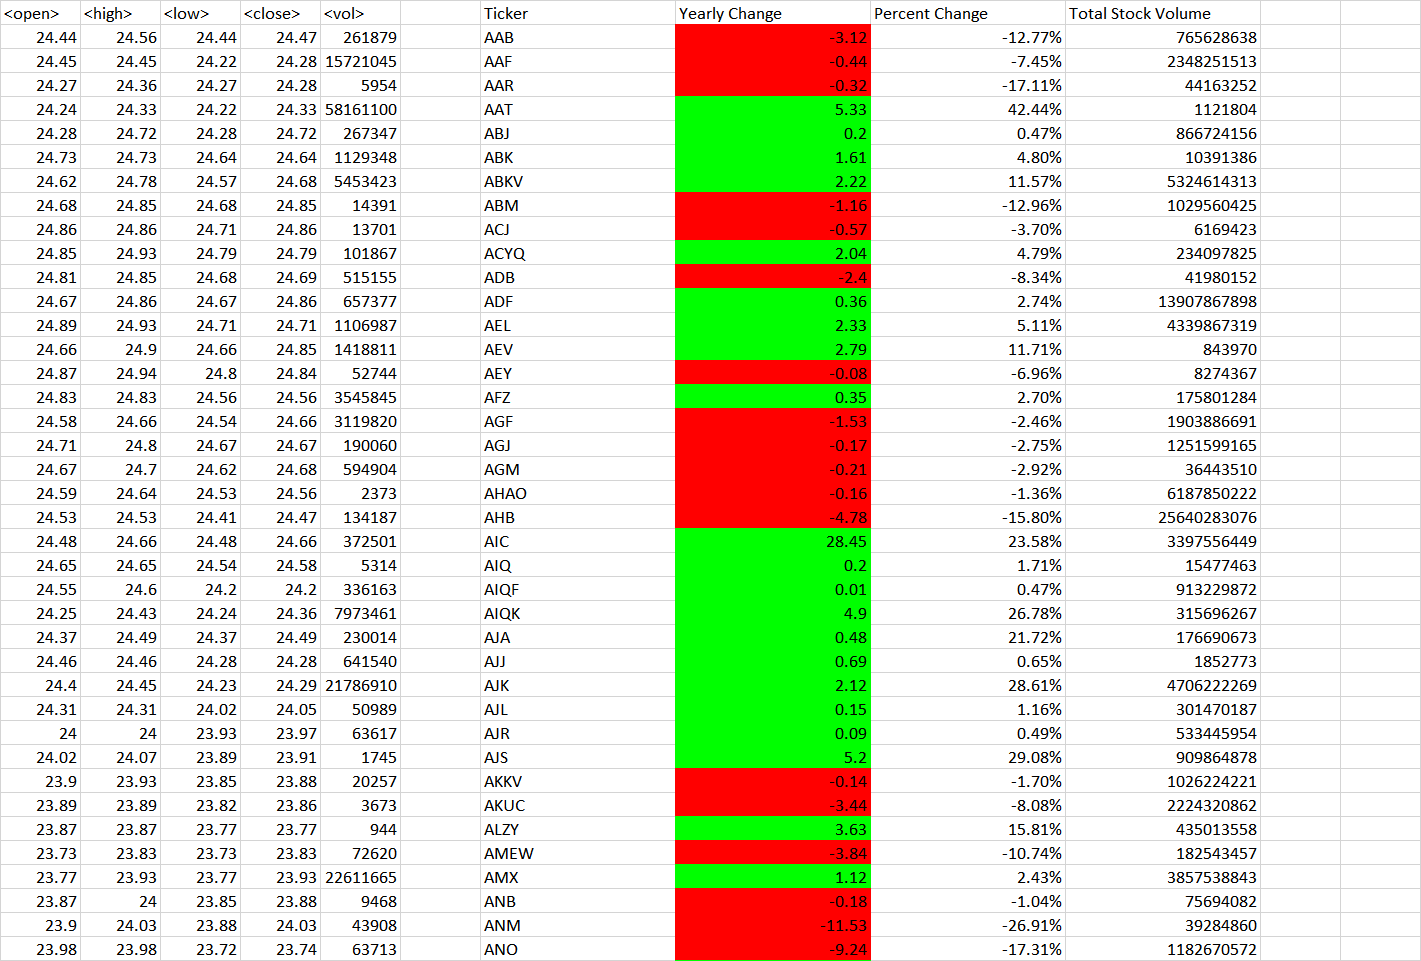 <open> <high> <low> <close> <vol> Ticker Yearly Change Percent Change Total Stock Volume
24.44 24.56 24.44 24.47 261879 AAB -3.12 -12.77% 765628638
24.45 24.45 24.22 24.28 15721045 AAF -0.44 -7.45% 2348251513
24.27 24.36 24.27 24.28 5954 AAR -0.32 -17.11% 44163252
24.24 24.33 24.22 24.33 58161100 AAT 5.33 42.44% 1121804
24.28 24.72 24.28 24.72 267347 ABJ 0.2 0.47% 866724156
24.73 24.73 24.64 24.64 1129348 ABK 1.61 4.80% 10391386
24.62 24.78 24.57 24.68 5453423 ABKV 2.22 11.57% 5324614313
24.68 24.85 24.68 24.85 14391 ABM -1.16 -12.96% 1029560425
24.86 24.86 24.71 24.86 13701 ACJ -0.57 -3.70% 6169423
24.85 24.93 24.79 24.79 101867 ACYQ 2.04 4.79% 234097825
24.81 24.85 24.68 24.69 515155 ADB -2.4 -8.34% 41980152
24.67 24.86 24.67 24.86 657377 ADF 0.36 2.74% 13907867898
24.89 24.93 24.71 24.71 1106987 AEL 2.33 5.11% 4339867319
24.66 24.9 24.66 24.85 1418811 AEV 2.79 11.71% 843970
24.87 24.94 24.8 24.84 52744 AEY -0.08 -6.96% 8274367
24.83 24.83 24.56 24.56 3545845 AFZ 0.35 2.70% 175801284
24.58 24.66 24.54 24.66 3119820 AGF -1.53 -2.46% 1903886691
24.71 24.8 24.67 24.67 190060 AGJ -0.17 -2.75% 1251599165
24.67 24.7 24.62 24.68 594904 AGM -0.21 -2.92% 36443510
24.59 24.64 24.53 24.56 2373 AHAO -0.16 -1.36% 6187850222
24.53 24.53 24.41 24.47 134187 AHB -4.78 -15.80% 25640283076
24.48 24.66 24.48 24.66 372501 AIC 28.45 23.58% 3397556449
24.65 24.65 24.54 24.58 5314 AIQ 0.2 1.71% 15477463
24.55 24.6 24.2 24.2 336163 AIQF 0.01 0.47% 913229872
24.25 24.43 24.24 24.36 7973461 AIQK 4.9 26.78% 315696267
24.37 24.49 24.37 24.49 230014 AJA 0.48 21.72% 176690673
24.46 24.46 24.28 24.28 641540 AJJ 0.69 0.65% 1852773
24.4 24.45 24.23 24.29 21786910 AJK 2.12 28.61% 4706222269
24.31 24.31 24.02 24.05 50989 AJL 0.15 1.16% 301470187
24 24 23.93 23.97 63617 AJR 0.09 0.49% 533445954
24.02 24.07 23.89 23.91 1745 AJS 5.2 29.08% 909864878
23.9 23.93 23.85 23.88 20257 AKKV -0.14 -1.70% 1026224221
23.89 23.89 23.82 23.86 3673 AKUC -3.44 -8.08% 2224320862
23.87 23.87 23.77 23.77 944 ALZY 3.63 15.81% 435013558
23.73 23.83 23.73 23.83 72620 AMEW -3.84 -10.74% 182543457
23.77 23.93 23.77 23.93 22611665 AMX 1.12 2.43% 3857538843
23.87 24 23.85 23.88 9468 ANB -0.18 -1.04% 75694082
23.9 24.03 23.88 24.03 43908 ANM -11.53 -26.91% 39284860
23.98 23.98 23.72 23.74 63713 ANO -9.24 -17.31% 1182670572